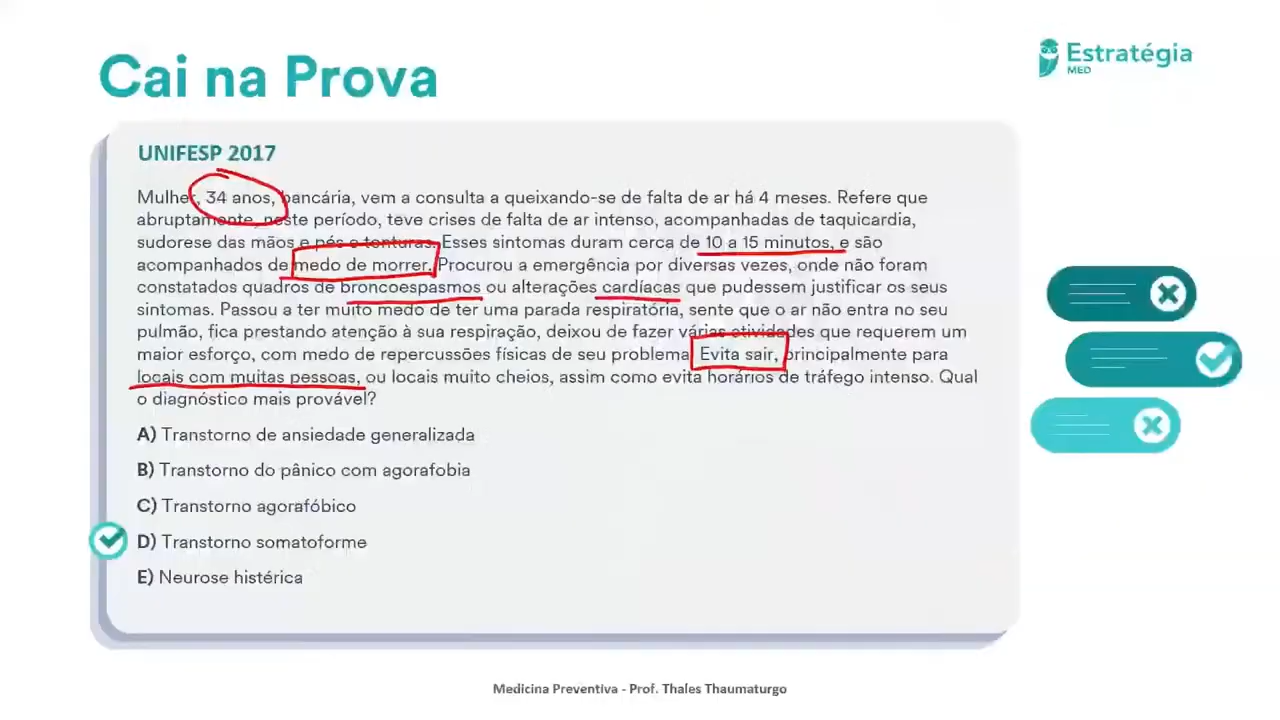 Cai na Prova
Estratégia
MED
UNIFESP 2017
Mulher, 34 anos, bancária, vem a consulta a queixando-se de falta de ar há 4 meses. Refere que
abruptamente, neste período, teve crises de falta de ar intenso, acompanhadas de taquicardia,
sudorese das mãos e pés e tonturas. Esses sintomas duram cerca de 10 a 15 minutos, e são
acompanhados de medo de morrer. Procurou a emergência por diversas vezes, onde não foram
constatados quadros de broncoespasmos ou alterações cardíacas que pudessem justificar os seus
sintomas. Passou a ter muito medo de ter uma parada respiratória, sente que o ar não entra no seu
pulmão, fica prestando atenção à sua respiração, deixou de fazer várias atividades que requerem um
maior esforço, com medo de repercussões físicas de seu problema. Evita sair, principalmente para
locais com muitas pessoas, ou locais muito cheios, assim como evita horários de tráfego intenso. Qual
o diagnóstico mais provável?
A) Transtorno de ansiedade generalizada
B) Transtorno do pânico com agorafobia
C) Transtorno agorafóbico
D) Transtorno somatoforme
E) Neurose histérica
Medicina Preventiva - Prof. Thales Thaumaturgo